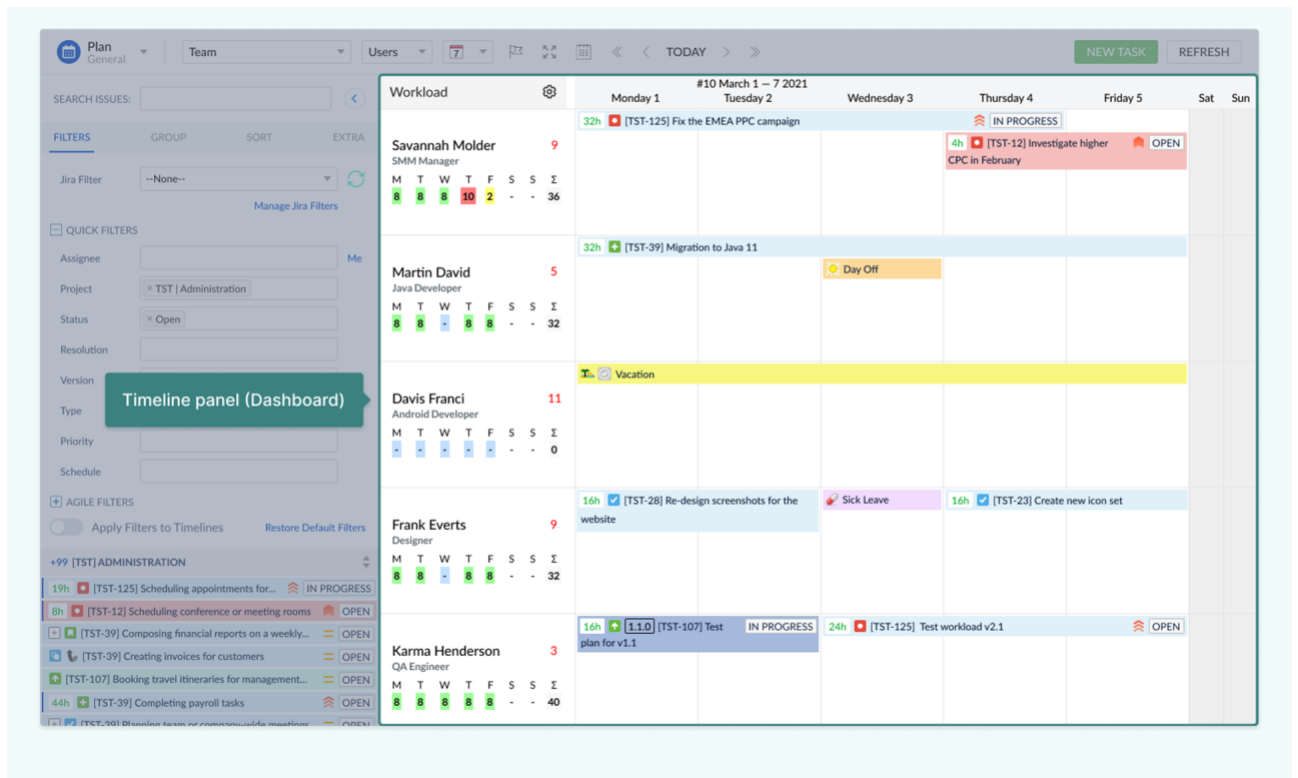 Plan
General
Team
Users
7
TODAY
NEW TASK
REFRESH
SEARCH ISSUES:
FILTERS
GROUP
SORT
EXTRA
Jira Filter
--None--
Manage Jira Filters
QUICK FILTERS
Assignee
Me
Project
× TST | Administration
Status
× Open
Resolution
Version
Type
Priority
Schedule
AGILE FILTERS
Apply Filters to Timelines
Restore Default Filters
+99 [TST] ADMINISTRATION
19h [TST-125] Scheduling appointments for... IN PROGRESS
8h [TST-12] Scheduling conference or meeting rooms OPEN
[TST-39] Composing financial reports on a weekly... OPEN
[TST-39] Creating invoices for customers OPEN
[TST-107] Booking travel itineraries for management... OPEN
44h [TST-39] Completing payroll tasks OPEN
[TST-39] Planning team or company-wide meetings OPEN
Timeline panel (Dashboard)
Workload
#10 March 1 — 7 2021
Monday 1 Tuesday 2 Wednesday 3 Thursday 4 Friday 5 Sat Sun
Savannah Molder 9
SMM Manager
M T W T F S S Σ
8 8 8 10 2 - - 36
32h [TST-125] Fix the EMEA PPC campaign IN PROGRESS
4h [TST-12] Investigate higher OPEN
CPC in February
Martin David 5
Java Developer
M T W T F S S Σ
8 8 - 8 8 - - 32
32h [TST-39] Migration to Java 11
Day Off
Davis Franci 11
Android Developer
M T W T F S S Σ
- - - - - - - 0
Vacation
Frank Everts 9
Designer
M T W T F S S Σ
8 8 - 8 8 - - 32
16h [TST-28] Re-design screenshots for the
website
Sick Leave
16h [TST-23] Create new icon set
Karma Henderson 3
QA Engineer
M T W T F S S Σ
8 8 8 8 8 - - 40
16h 1.1.0 [TST-107] Test IN PROGRESS
plan for v1.1
24h [TST-125] Test workload v2.1 OPEN